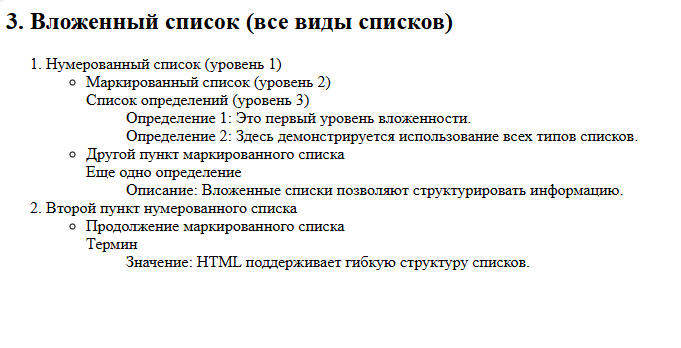 3. Вложенный список (все виды списков)
1. Нумерованный список (уровень 1)
Маркированный список (уровень 2)
Список определений (уровень 3)
Определение 1: Это первый уровень вложенности.
Определение 2: Здесь демонстрируется использование всех типов списков.
Другой пункт маркированного списка
Еще одно определение
Описание: Вложенные списки позволяют структурировать информацию.
2. Второй пункт нумерованного списка
Продолжение маркированного списка
Термин
Значение: HTML поддерживает гибкую структуру списков.